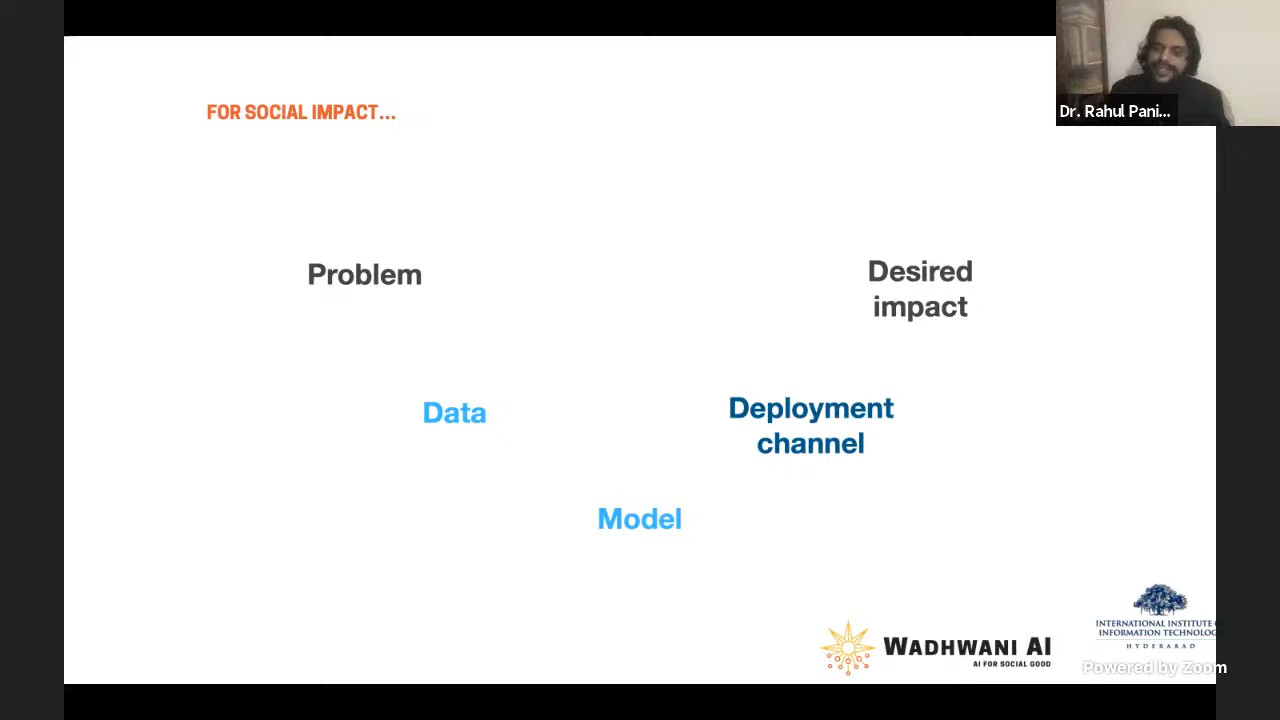 FOR SOCIAL IMPACT...
Dr. Rahul Pani...
Problem
Desired
impact
Data
Deployment
channel
Model
WADHWANI AI
AI FOR SOCIAL GOOD
INTERNATIONAL INSTITUTE
INFORMATION TECHNOLOGY
HYDERABAD
Powered by Zoom